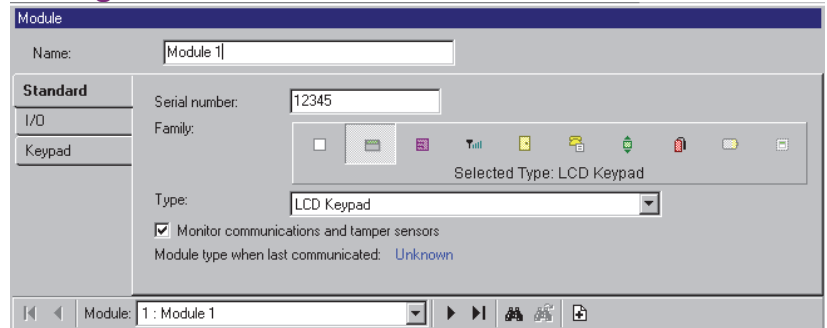 Module
Name: Module 1
Standard
I/O
Keypad
Serial number: 12345
Family:
Selected Type: LCD Keypad
Type: LCD Keypad
Monitor communications and tamper sensors
Module type when last communicated: Unknown
Module: 1 : Module 1